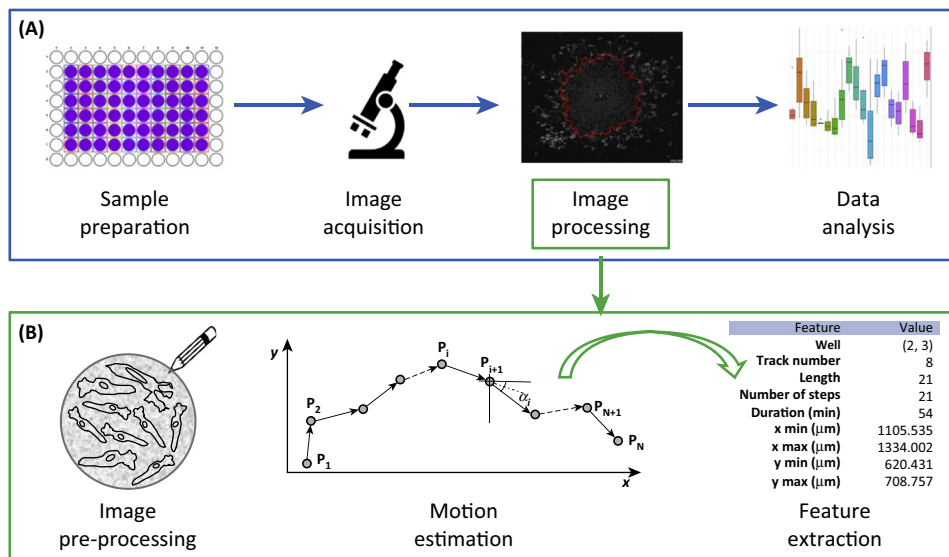 (A)
Sample
preparation
Image
acquisition
Image
processing
Data
analysis
(B)
Image
pre-processing
y
P1
P2
Pi
Pi+1
αi
PN+1
PN
x
Motion
estimation
Feature Value
Well (2, 3)
Track number 8
Length 21
Number of steps 21
Duration (min) 54
x min (μm) 1105.535
x max (μm) 1334.002
y min (μm) 620.431
y max (μm) 708.757
Feature
extraction